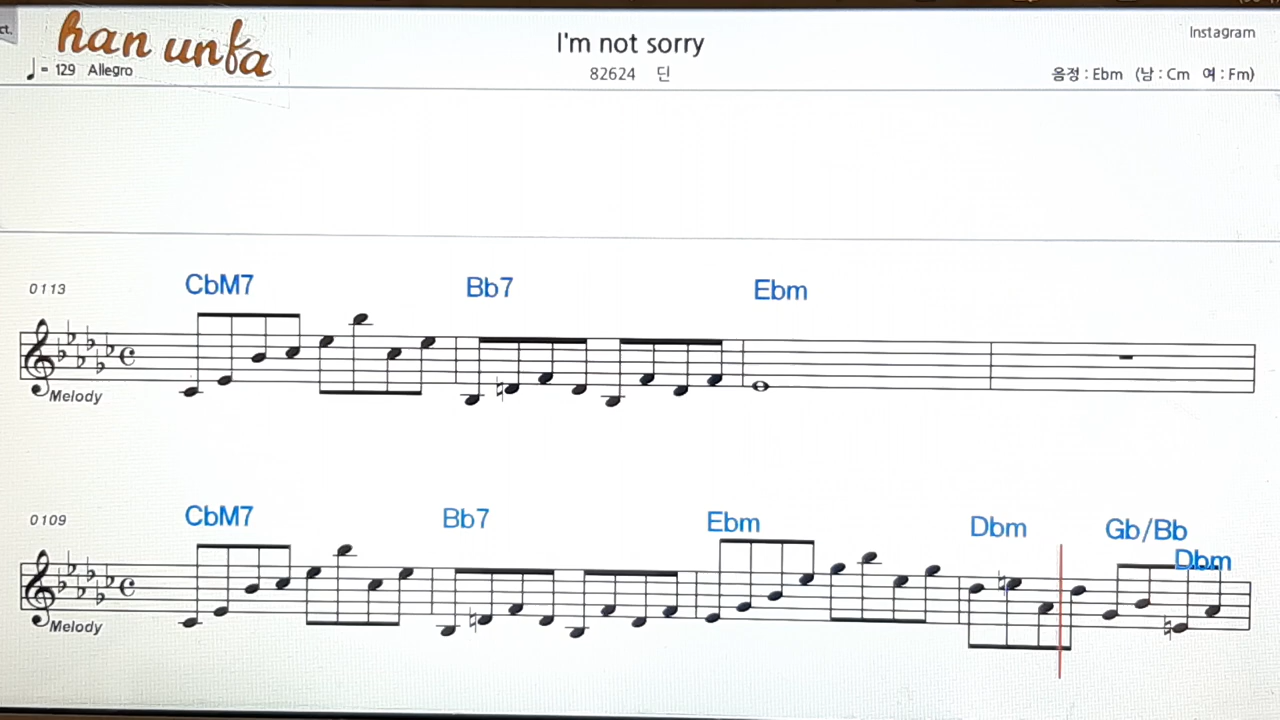 ct.
han unfa
I'm not sorry
Instagram
♩= 129 Allegro
82624 딘
음정 : Ebm (남 : Cm 여 : Fm)
0113
CbM7 Bb7 Ebm
Melody
0109
CbM7 Bb7 Ebm Dbm Gb/Bb
Dbm
Melody